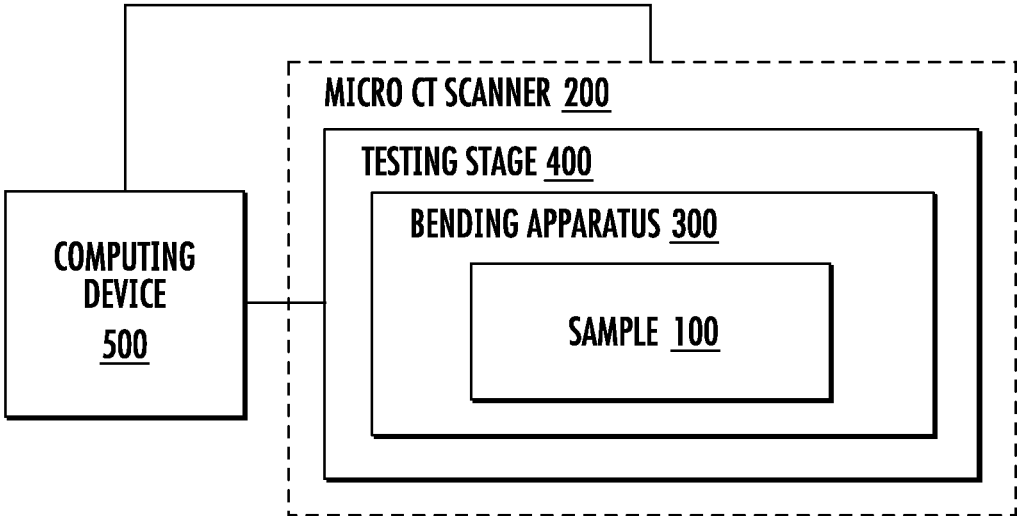 MICRO CT SCANNER 200
TESTING STAGE 400
BENDING APPARATUS 300
SAMPLE 100
COMPUTING
DEVICE
500